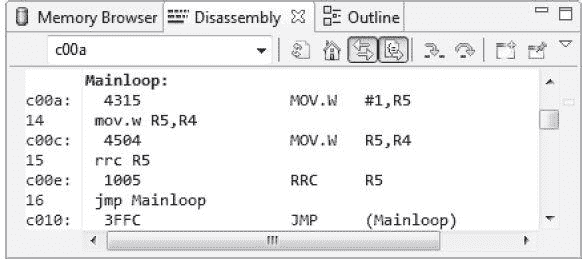 Memory Browser Disassembly Outline
c00a
Mainloop:
c00a: 4315 MOV.W #1,R5
14 mov.w R5,R4
c00c: 4504 MOV.W R5,R4
15 rrc R5
c00e: 1005 RRC R5
16 jmp Mainloop
c010: 3FFC JMP (Mainloop)